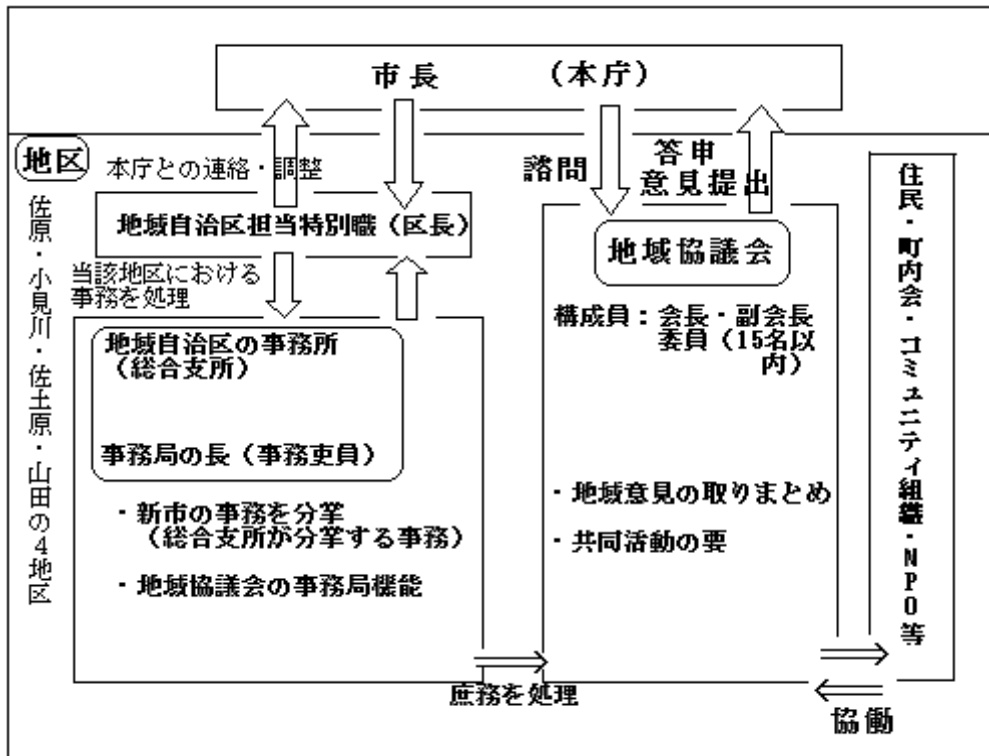 市長　（本庁）
地区
本庁との連絡・調整
諮問
答申
意見提出
佐原・小見川・佐土原・山田の４地区
地域自治区担当特別職（区長）
当該地区における
事務を処理
地域自治区の事務所
（総合支所）
事務局の長（事務吏員）
・新市の事務を分掌
（総合支所が分掌する事務）
・地域協議会の事務局機能
地域協議会
構成員：会長・副会長
委員（15名以
内）
・地域意見の取りまとめ
・共同活動の要
庶務を処理
住民・町内会・コミュニティ組織・NPO等
協働